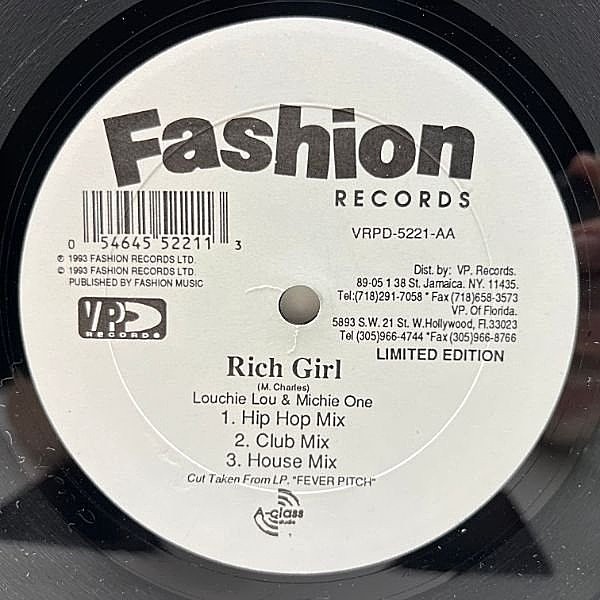 Fashion
RECORDS
VRPD-5221-AA
0 54645 52211 3
℗ 1993 FASHION RECORDS LTD.
© 1993 FASHION RECORDS LTD.
PUBLISHED BY FASHION MUSIC
VP
RECORDS
Dist. by: VP. Records.
89-05 1 38 St. Jamaica. NY. 11435.
Tel:(718)291-7058 * Fax (718)658-3573
VP. Of Florida.
5893 S.W. 21 St. W.Hollywood, Fl.33023
Tel (305)966-4744 *Fax (305)966-8766
LIMITED EDITION
Rich Girl
(M. Charles)
Louchie Lou & Michie One
1. Hip Hop Mix
2. Club Mix
3. House Mix
Cut Taken From LP. "FEVER PITCH"
A-class
studio